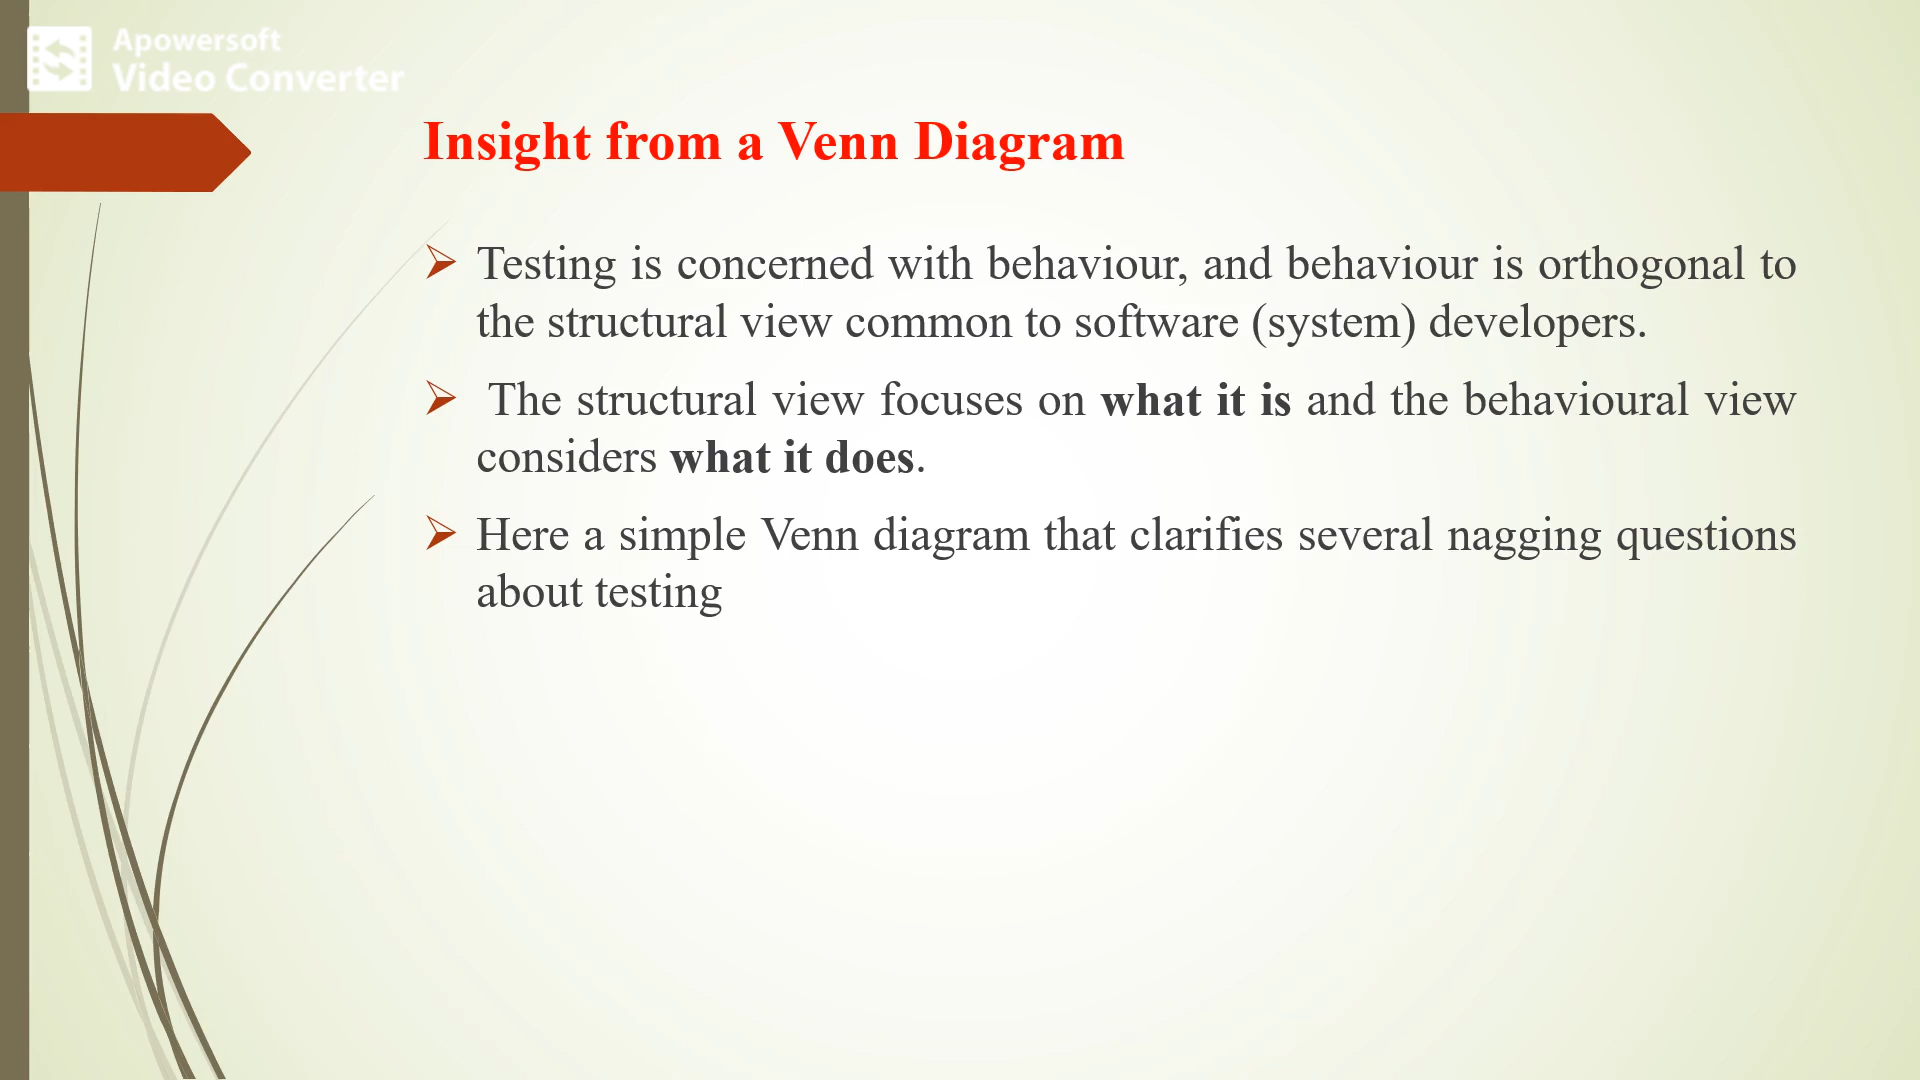 Apowersoft
Video Converter
Insight from a Venn Diagram
Testing is concerned with behaviour, and behaviour is orthogonal to
the structural view common to software (system) developers.
The structural view focuses on what it is and the behavioural view
considers what it does.
Here a simple Venn diagram that clarifies several nagging questions
about testing